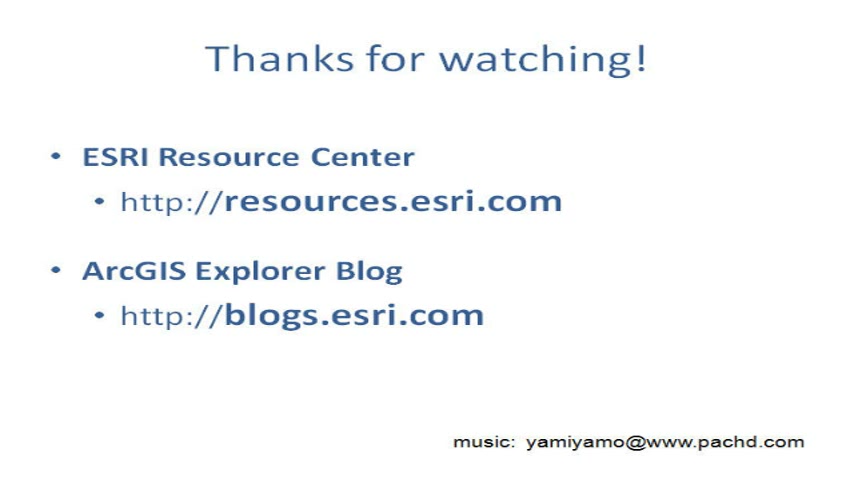 Thanks for watching!
• ESRI Resource Center
• http://resources.esri.com
• ArcGIS Explorer Blog
• http://blogs.esri.com
music: yamiyamo@www.pachd.com